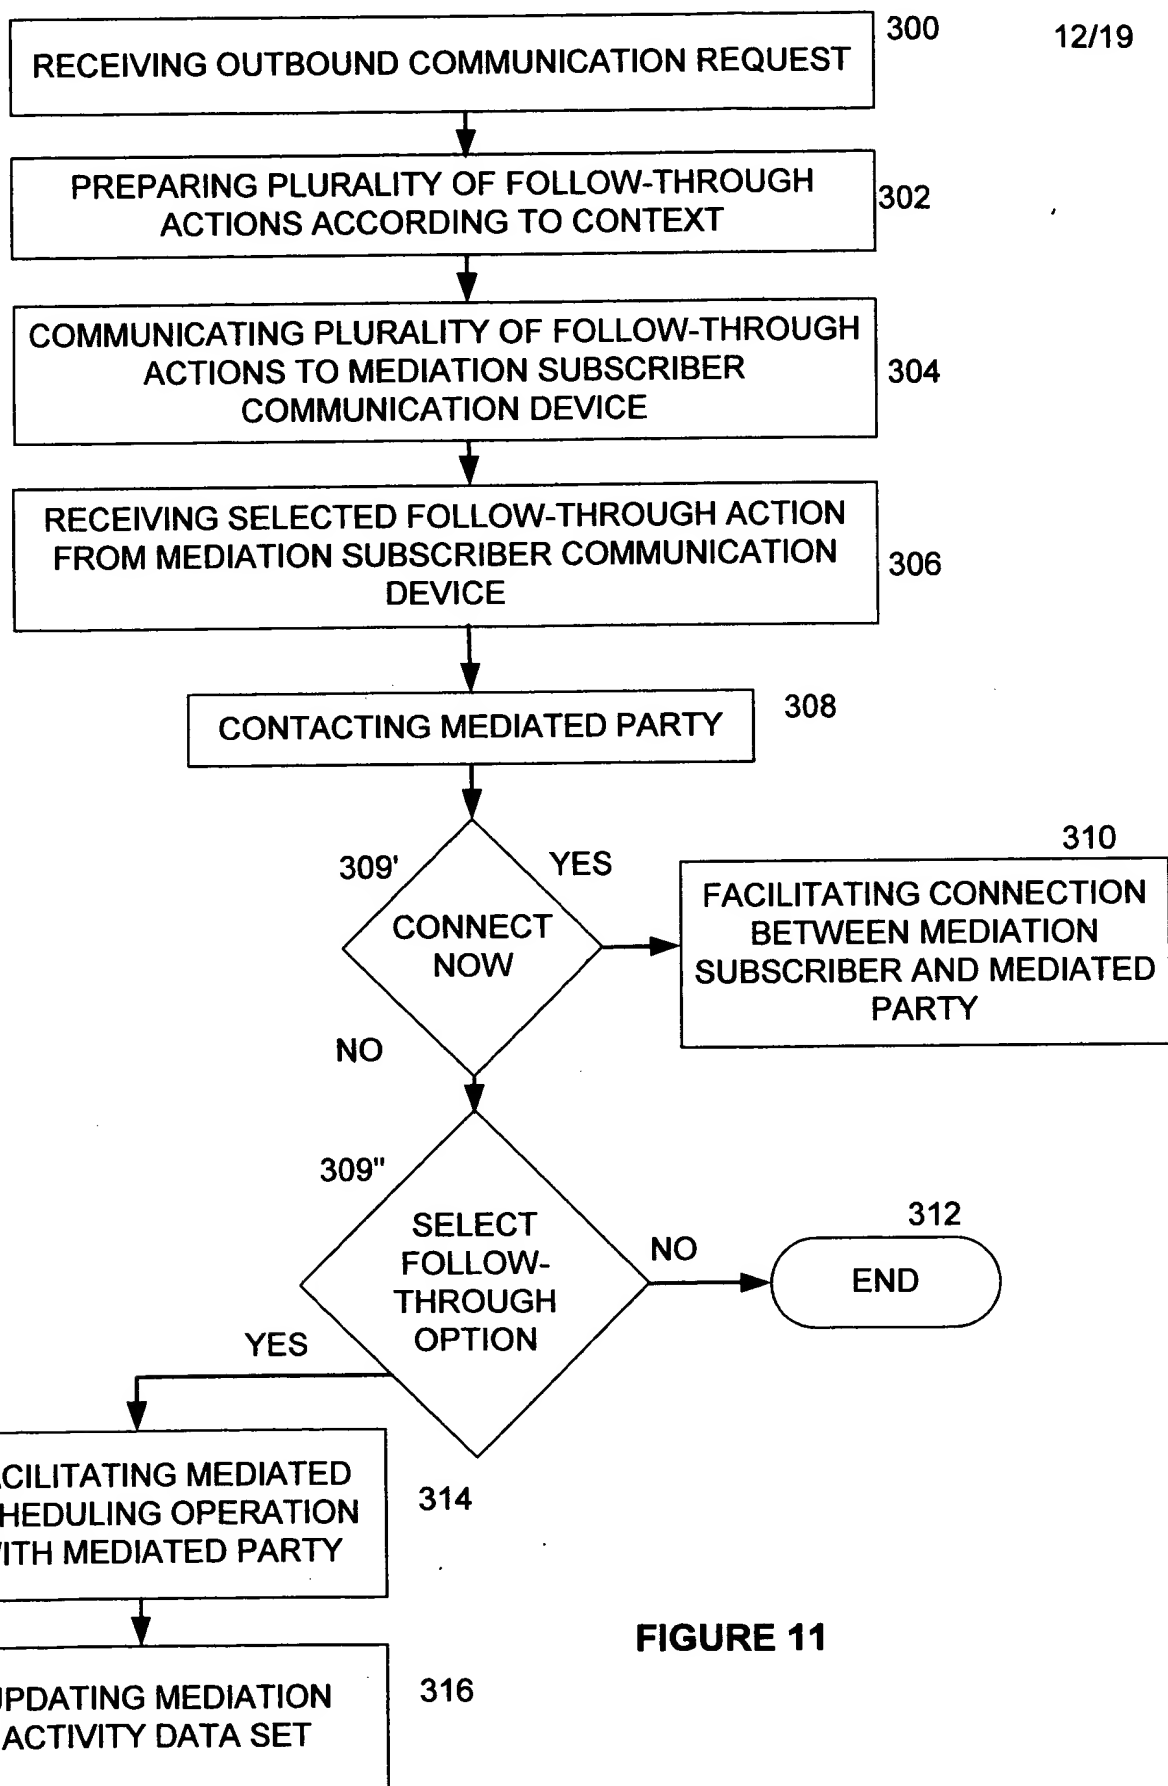 300
12/19
RECEIVING OUTBOUND COMMUNICATION REQUEST
PREPARING PLURALITY OF FOLLOW-THROUGH
ACTIONS ACCORDING TO CONTEXT
302
COMMUNICATING PLURALITY OF FOLLOW-THROUGH
ACTIONS TO MEDIATION SUBSCRIBER
COMMUNICATION DEVICE
304
RECEIVING SELECTED FOLLOW-THROUGH ACTION
FROM MEDIATION SUBSCRIBER COMMUNICATION
DEVICE
306
CONTACTING MEDIATED PARTY
308
309'
YES
CONNECT
NOW
NO
310
FACILITATING CONNECTION
BETWEEN MEDIATION
SUBSCRIBER AND MEDIATED
PARTY
309"
SELECT
FOLLOW-
THROUGH
OPTION
NO
312
END
YES
ACILITATING MEDIATED
HEDULING OPERATION
WITH MEDIATED PARTY
314
UPDATING MEDIATION
ACTIVITY DATA SET
316
FIGURE 11